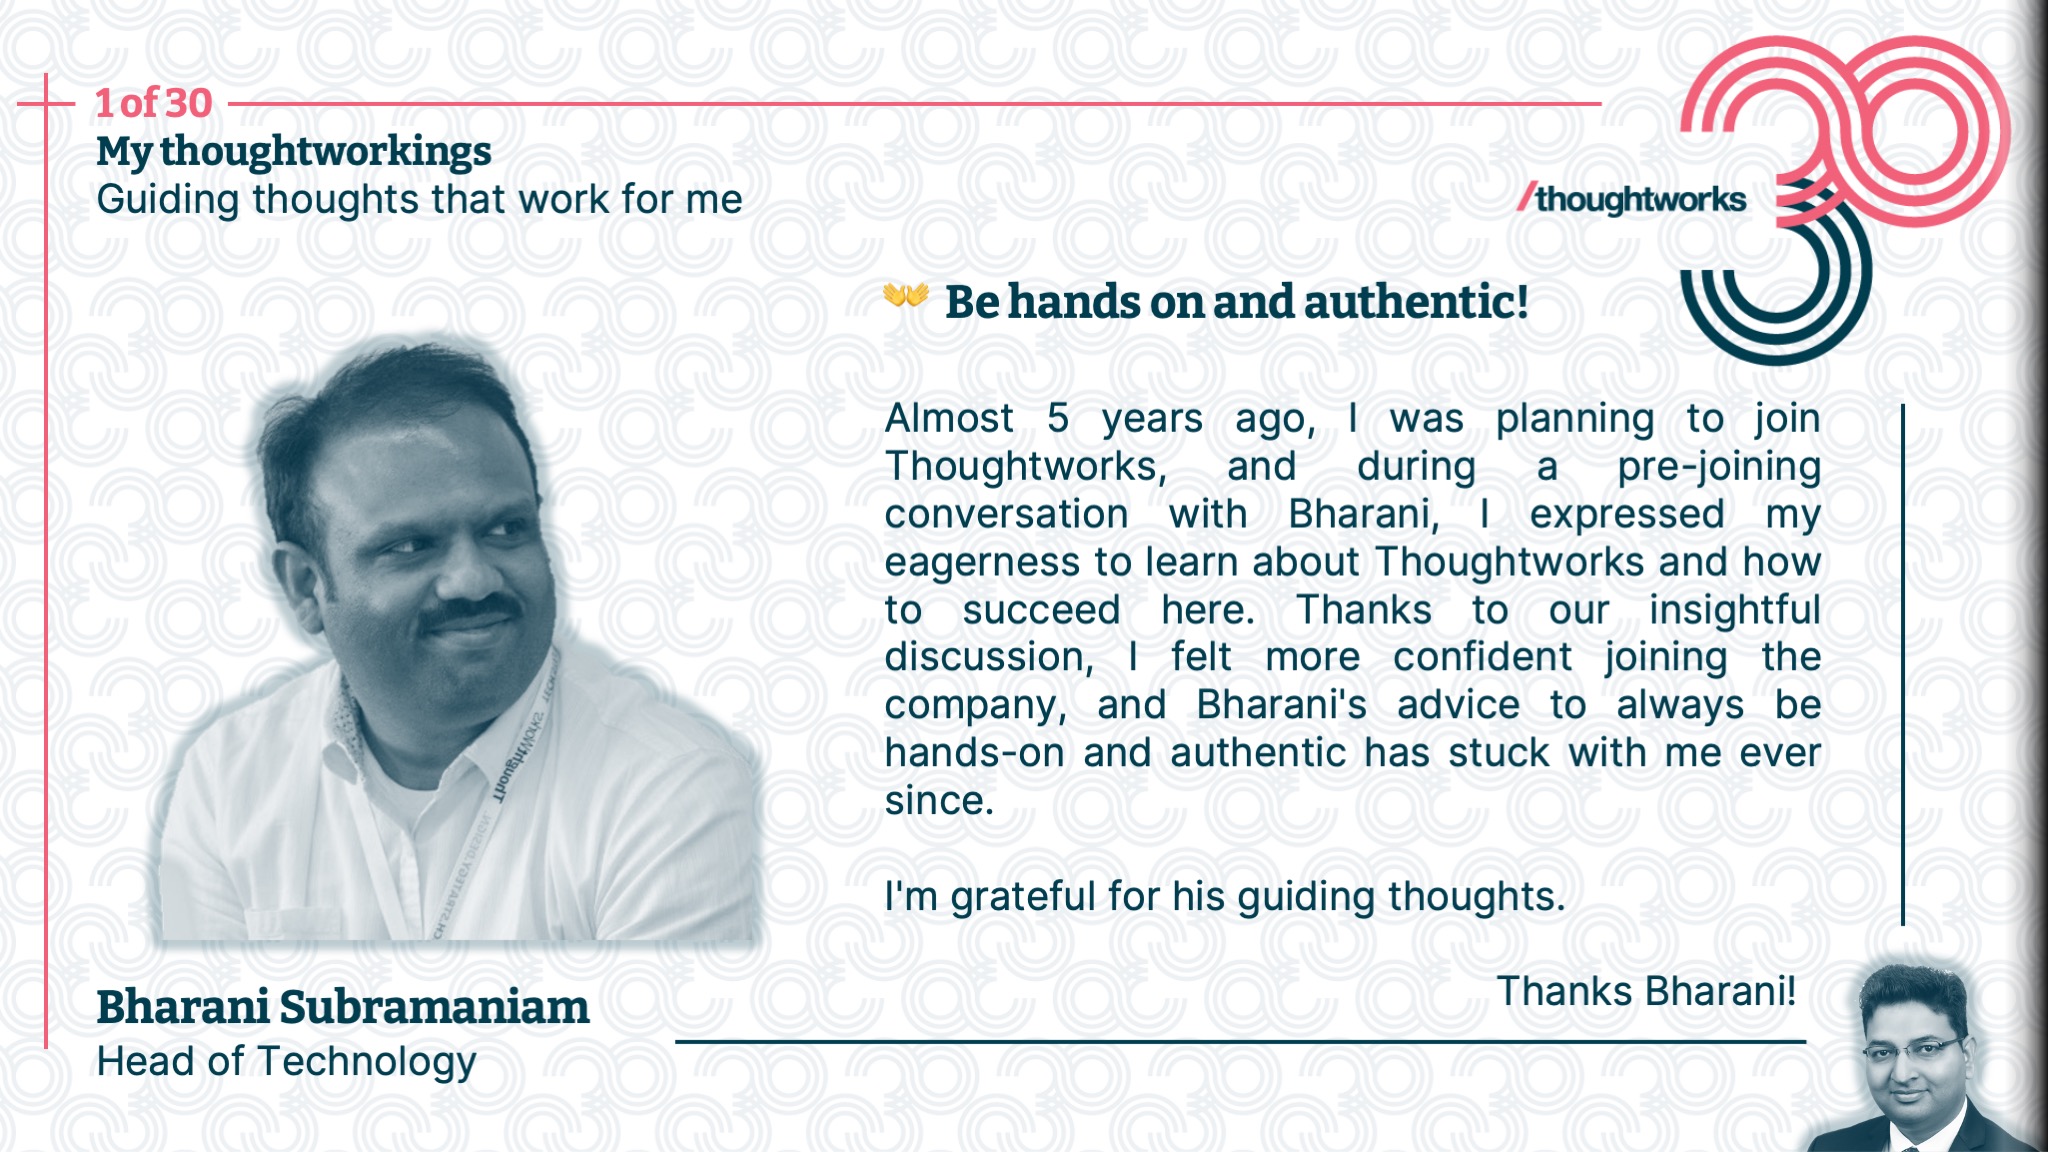 1 of 30
My thoughtworkings
Guiding thoughts that work for me
/thoughtworks
30
👐 Be hands on and authentic!
Almost 5 years ago, I was planning to join
Thoughtworks, and during a pre-joining
conversation with Bharani, I expressed my
eagerness to learn about Thoughtworks and how
to succeed here. Thanks to our insightful
discussion, I felt more confident joining the
company, and Bharani's advice to always be
hands-on and authentic has stuck with me ever
since.
I'm grateful for his guiding thoughts.
Thanks Bharani!
Thoughtworks
Bharani Subramaniam
Head of Technology